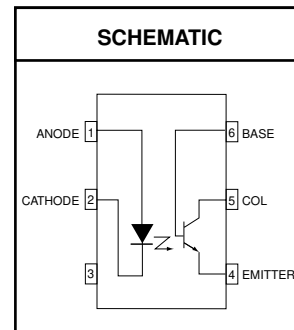 SCHEMATIC
ANODE 1
6 BASE
CATHODE 2
5 COL
3
4 EMITTER